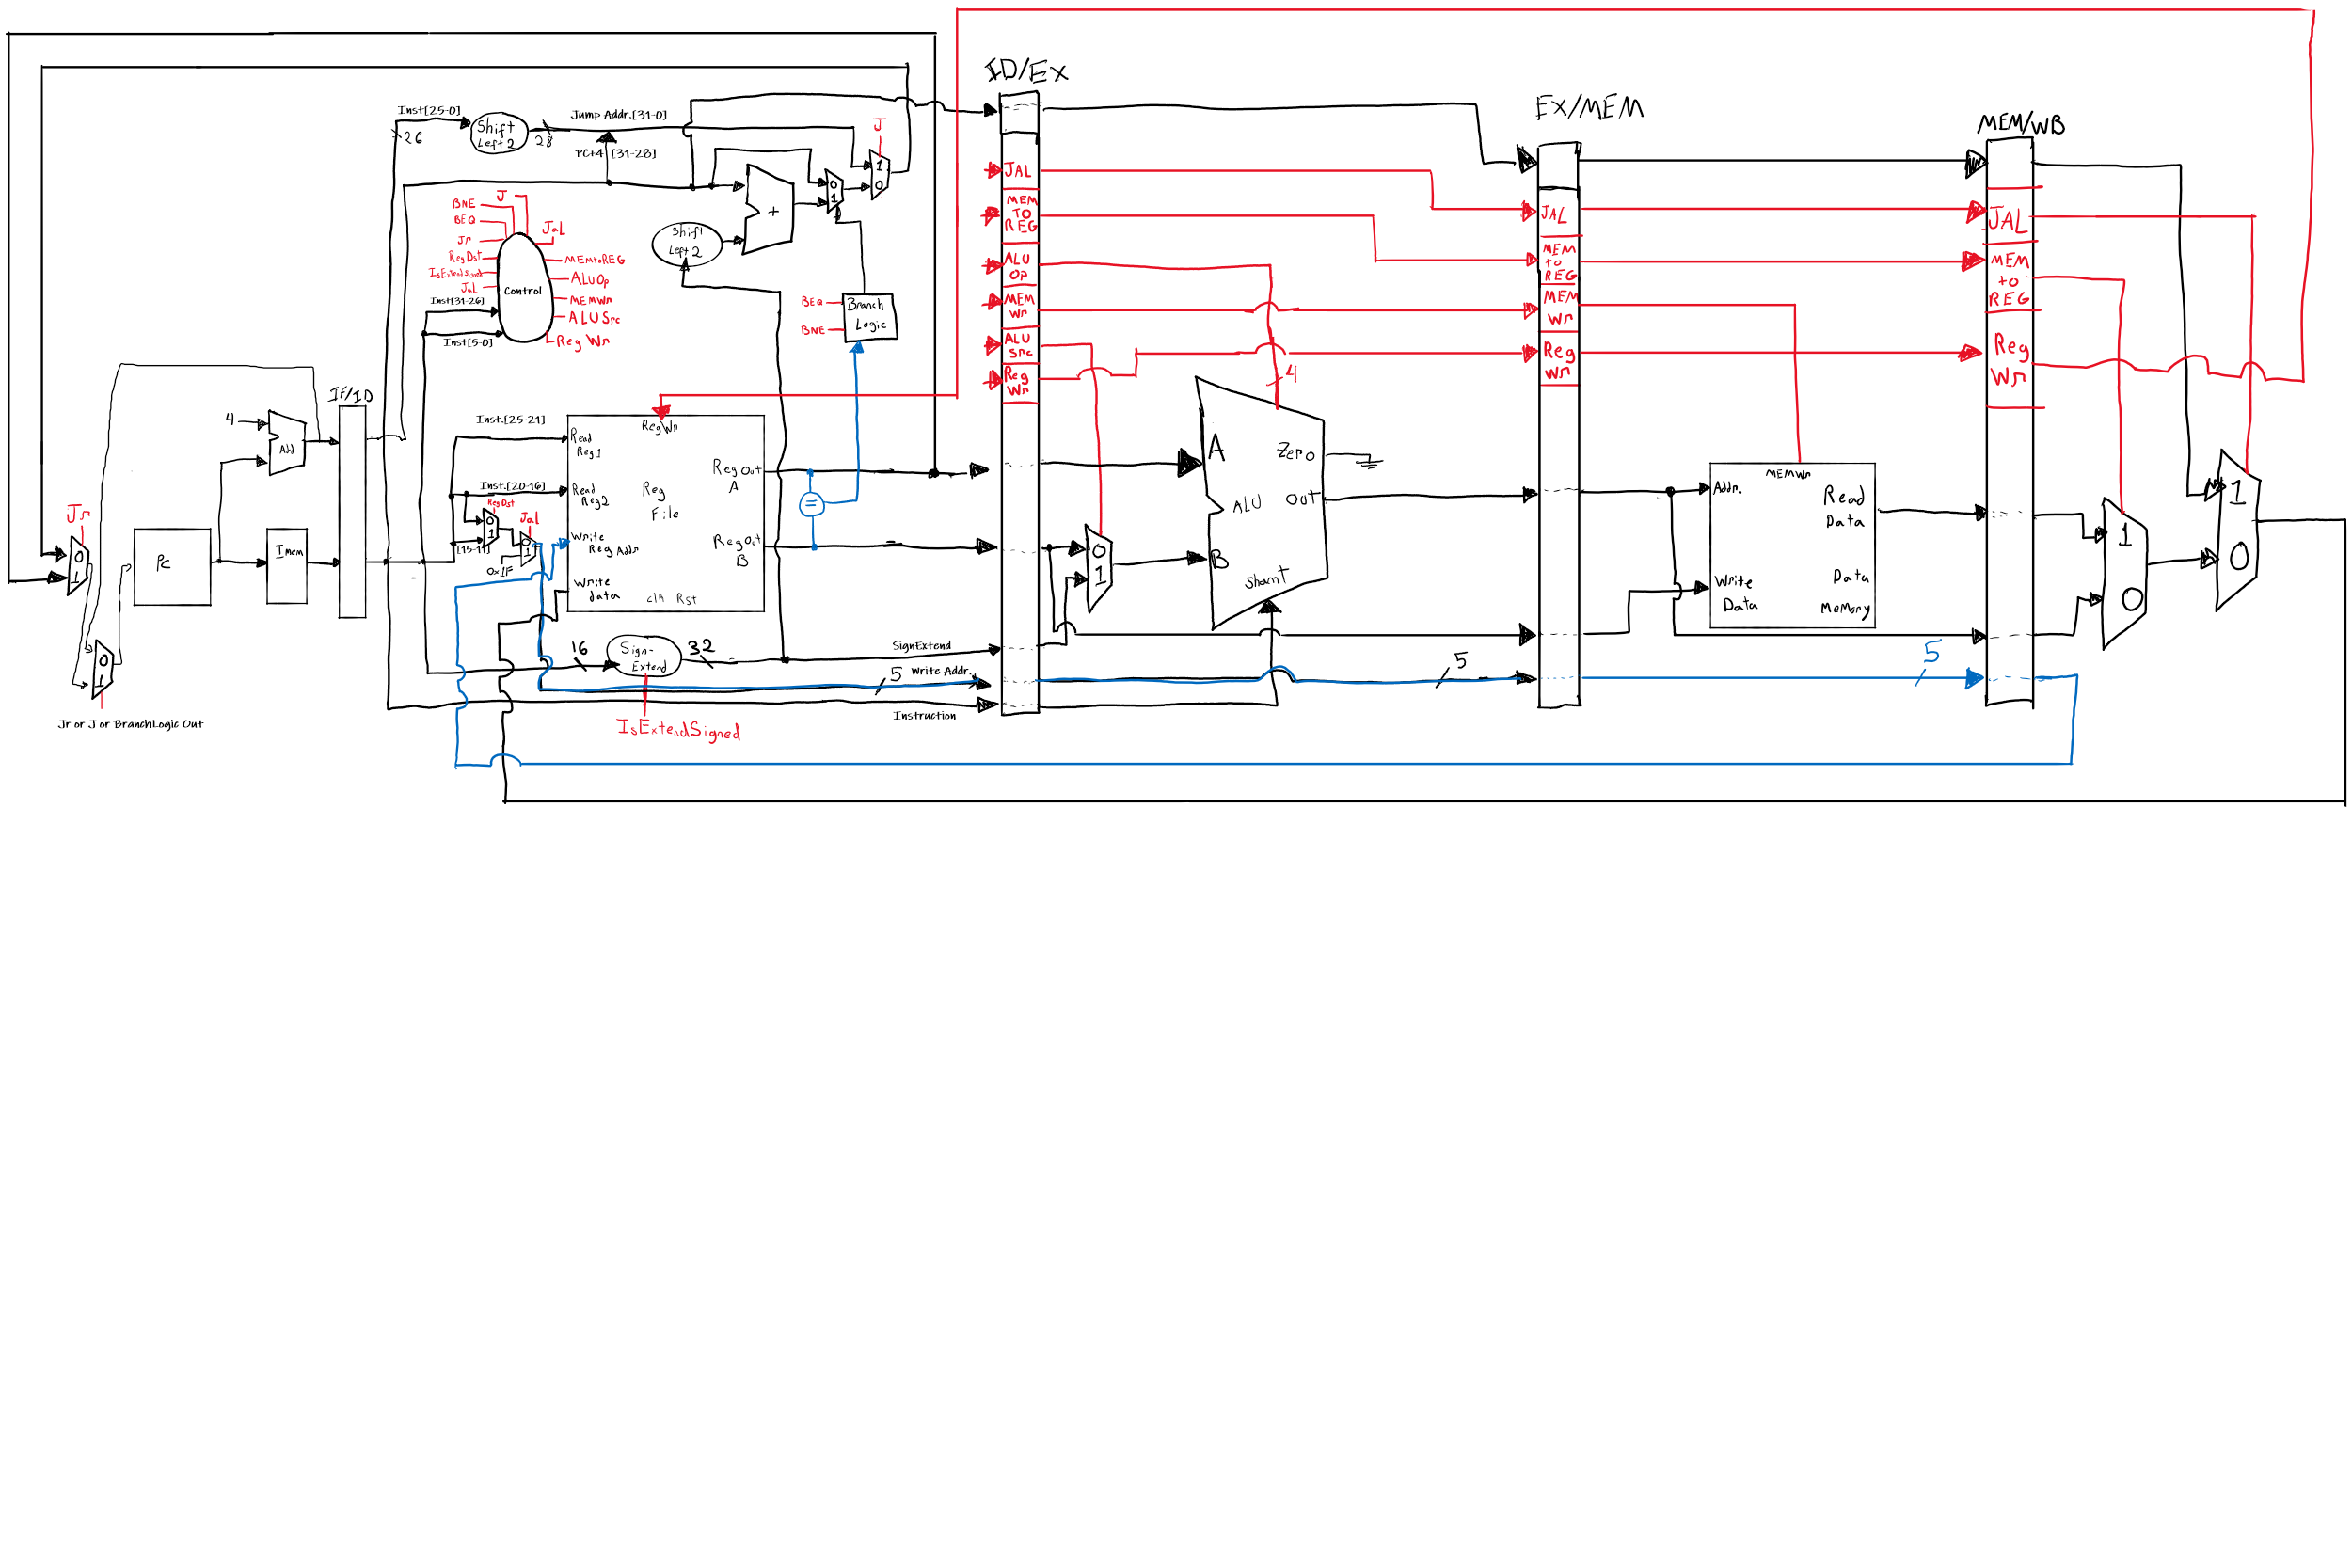 ID/EX
EX/MEM
MEM/WB
Inst[25-0]
26
Shift
Left 2
28
Jump Addr.[31-0]
PC+4 [31-28]
J
1
0
0
1
+
Shift
Left 2
J
BNE
BEQ
Jr
RegDst
IsExtendSigned
Jal
Inst[31-26]
Inst[5-0]
Control
Jal
MEMtoREG
ALUOp
MEMWr
ALUSrc
Reg Wr
BEQ
BNE
Branch
Logic
IF/ID
4
Add
Jr
0
1
PC
Imem
0
1
Jr or J or BranchLogic Out
Inst.[25-21]
Inst.[20-16]
RegDst
0
1
[15-11]
Jal
0
1
0x1F
RegWr
Read
Reg1
Read
Reg2
Reg
File
Write
Reg Addr
Write
data
clk Rst
Reg Out
A
Reg Out
B
=
16
Sign-
Extend
32
IsExtendSigned
SignExtend
5 Write Addr.
Instruction
JAL
MEM
TO
REG
ALU
Op
MEM
Wr
ALU
Src
Reg
Wr
0
1
4
A
B
Zero
ALU
Out
Shamt
5
JAL
MEM
to
REG
MEM
Wr
Reg
Wr
MEMWr
Addr.
Read
Data
Write
Data
Data
Memory
5
JAL
MEM
to
REG
Reg
Wr
1
0
1
0